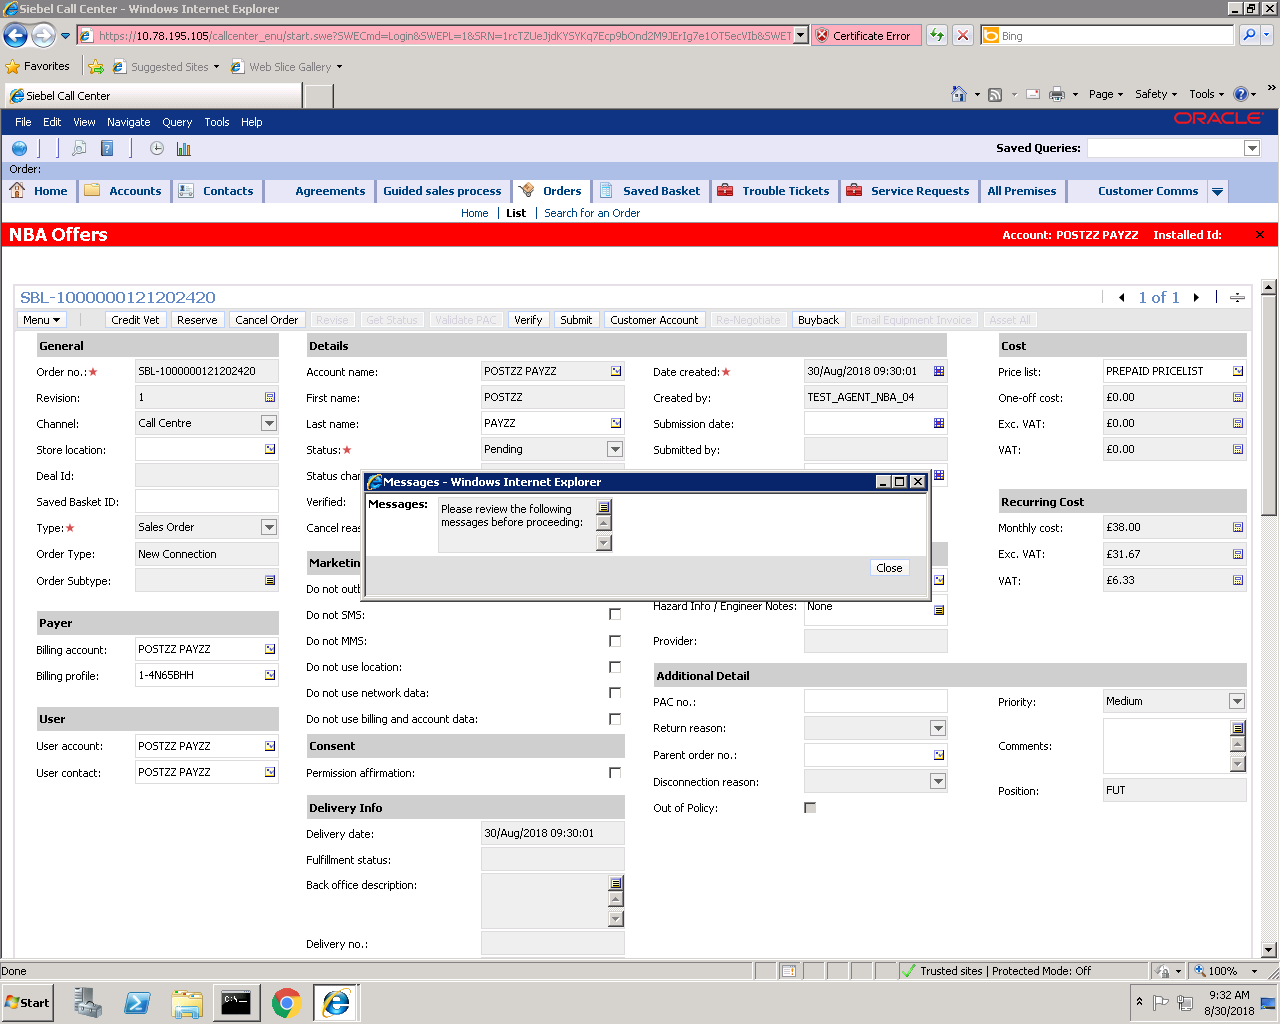 Siebel Call Center - Windows Internet Explorer
https://10.78.195.105/callcenter_enu/start.swe?SWECmd=Login&SWEPL=1&SRN=1rcTZUeJjdKYSYKq7Ecp9bOnd2M9JErIg7e1OT5ecVIb&SWET
Certificate Error
Bing
Favorites
Suggested Sites
Web Slice Gallery
Siebel Call Center
Page
Safety
Tools
File Edit View Navigate Query Tools Help
ORACLE
Saved Queries:
Order:
Home Accounts Contacts Agreements Guided sales process Orders Saved Basket Trouble Tickets Service Requests All Premises Customer Comms
Home | List | Search for an Order
NBA Offers
Account: POSTZZ PAYZZ Installed Id:
SBL-1000000121202420
1 of 1
Menu Credit Vet Reserve Cancel Order Revise Get Status Validate PAC Verify Submit Customer Account Re-Negotiate Buyback Email Equipment Invoice Asset All
General
Order no.:★ SBL-1000000121202420
Revision: 1
Channel: Call Centre
Store location:
Deal Id:
Saved Basket ID:
Type:★ Sales Order
Order Type: New Connection
Order Subtype:
Payer
Billing account: POSTZZ PAYZZ
Billing profile: 1-4N65BHH
User
User account: POSTZZ PAYZZ
User contact: POSTZZ PAYZZ
Details
Account name: POSTZZ PAYZZ
First name: POSTZZ
Last name: PAYZZ
Status:★ Pending
Status chan
Verified:
Cancel reas
Marketin
Do not outb
Do not SMS:
Do not MMS:
Do not use location:
Do not use network data:
Do not use billing and account data:
Consent
Permission affirmation:
Delivery Info
Delivery date: 30/Aug/2018 09:30:01
Fulfillment status:
Back office description:
Delivery no.:
Date created:★ 30/Aug/2018 09:30:01
Created by: TEST_AGENT_NBA_04
Submission date:
Submitted by:
Messages - Windows Internet Explorer
Messages:
Please review the following
messages before proceeding:
Close
Hazard Info / Engineer Notes: None
Provider:
Additional Detail
PAC no.:
Return reason:
Parent order no.:
Disconnection reason:
Out of Policy:
Cost
Price list: PREPAID PRICELIST
One-off cost: £0.00
Exc. VAT: £0.00
VAT: £0.00
Recurring Cost
Monthly cost: £38.00
Exc. VAT: £31.67
VAT: £6.33
Priority: Medium
Comments:
Position: FUT
Done
Trusted sites | Protected Mode: Off
100%
Start
9:32 AM
8/30/2018